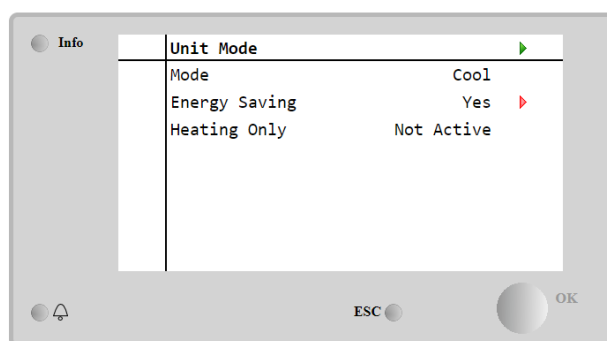 Info
Unit Mode
Mode Cool
Energy Saving Yes
Heating Only Not Active
ESC
OK